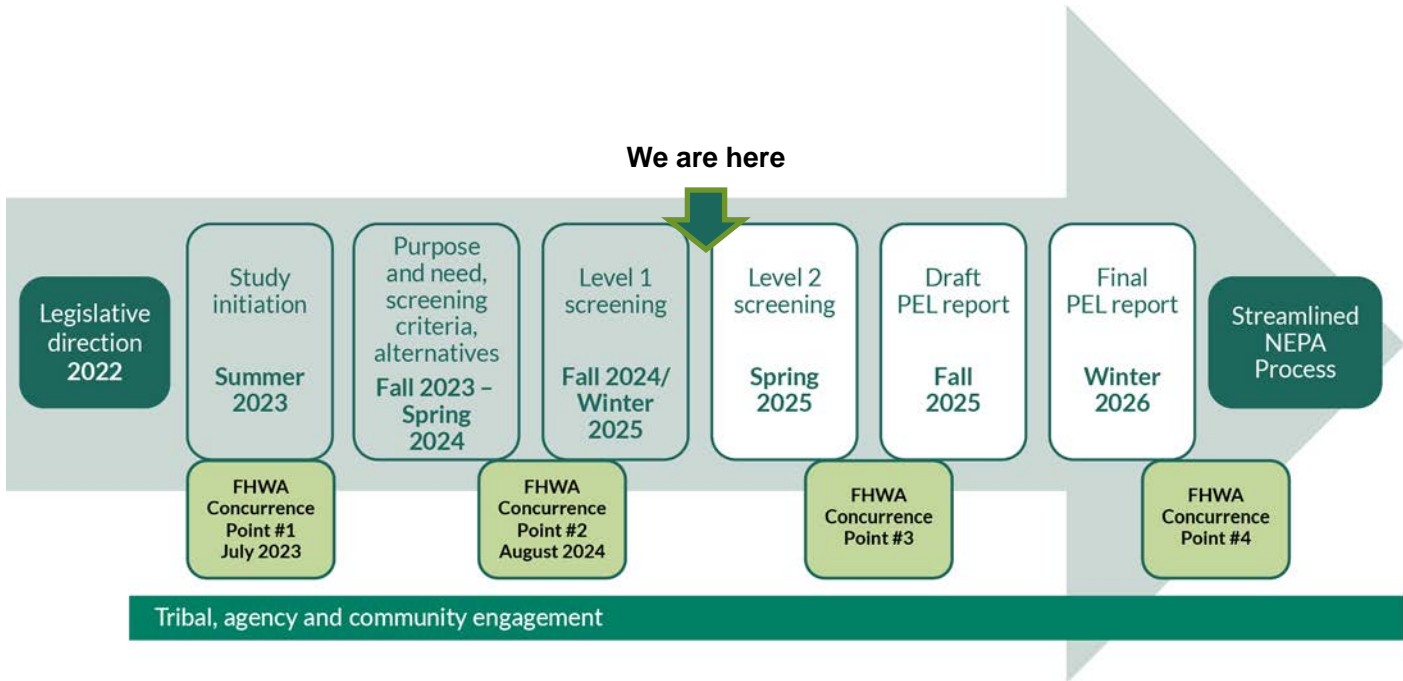 We are here
Legislative
direction
2022
Study
initiation
Summer
2023
Purpose
and need,
screening
criteria,
alternatives
Fall 2023 –
Spring
2024
Level 1
screening
Fall 2024/
Winter
2025
Level 2
screening
Spring
2025
Draft
PEL report
Fall
2025
Final
PEL report
Winter
2026
Streamlined
NEPA
Process
FHWA
Concurrence
Point #1
July 2023
FHWA
Concurrence
Point #2
August 2024
FHWA
Concurrence
Point #3
FHWA
Concurrence
Point #4
Tribal, agency and community engagement